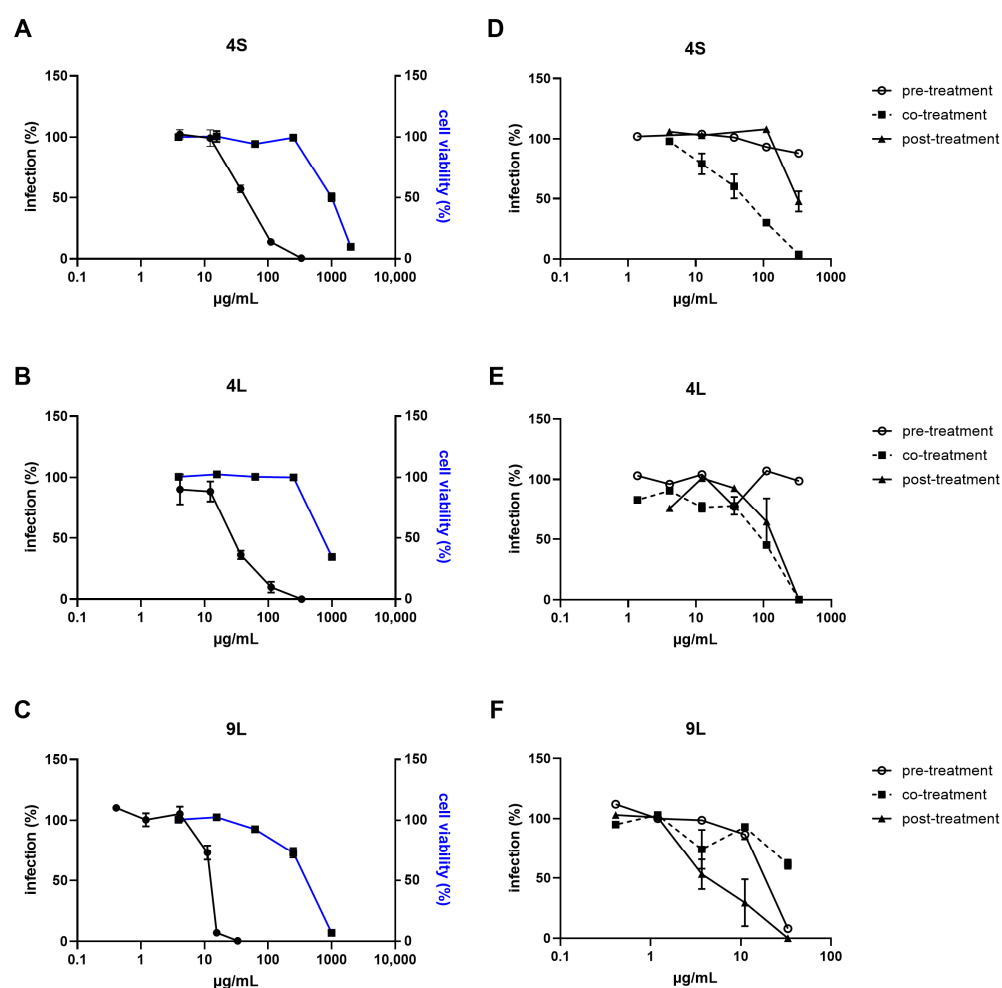 A
4S
150
100
50
0
infection (%)
150
100
50
0
cell viability (%)
0.1 1 10 100 1000 10,000
µg/mL
D
4S
150
100
50
0
infection (%)
0.1 1 10 100 1000
µg/mL
pre-treatment
co-treatment
post-treatment
B
4L
150
100
50
0
infection (%)
150
100
50
0
cell viability (%)
0.1 1 10 100 1000 10,000
µg/mL
E
4L
150
100
50
0
infection (%)
0.1 1 10 100 1000
µg/mL
pre-treatment
co-treatment
post-treatment
C
9L
150
100
50
0
infection (%)
150
100
50
0
cell viability (%)
0.1 1 10 100 1000 10,000
µg/mL
F
9L
150
100
50
0
infection (%)
0.1 1 10 100
µg/mL
pre-treatment
co-treatment
post-treatment